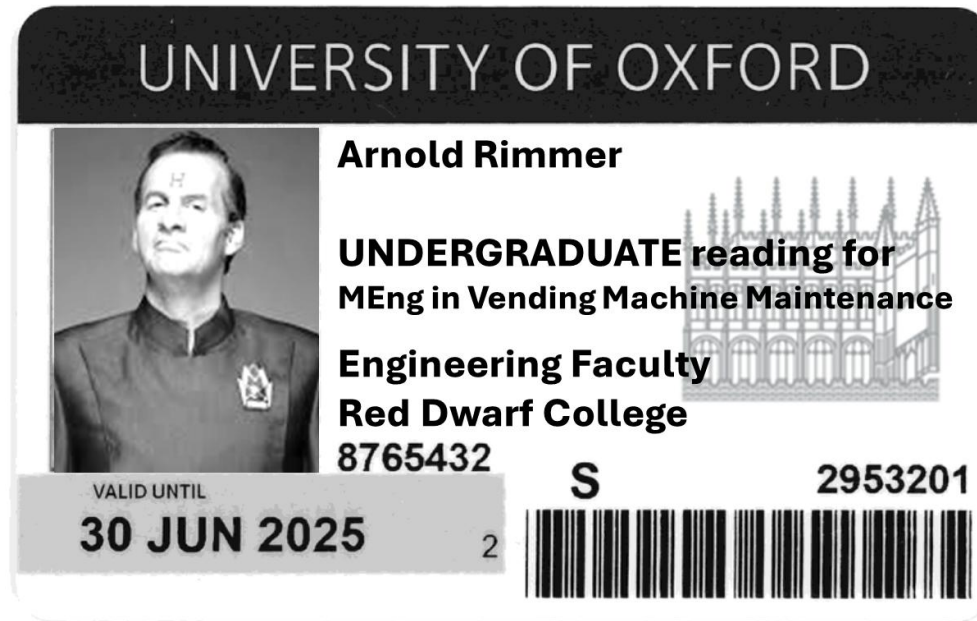 UNIVERSITY OF OXFORD
Arnold Rimmer
UNDERGRADUATE reading for
MEng in Vending Machine Maintenance
Engineering Faculty
Red Dwarf College
8765432
VALID UNTIL
30 JUN 2025
2
S 2953201
H